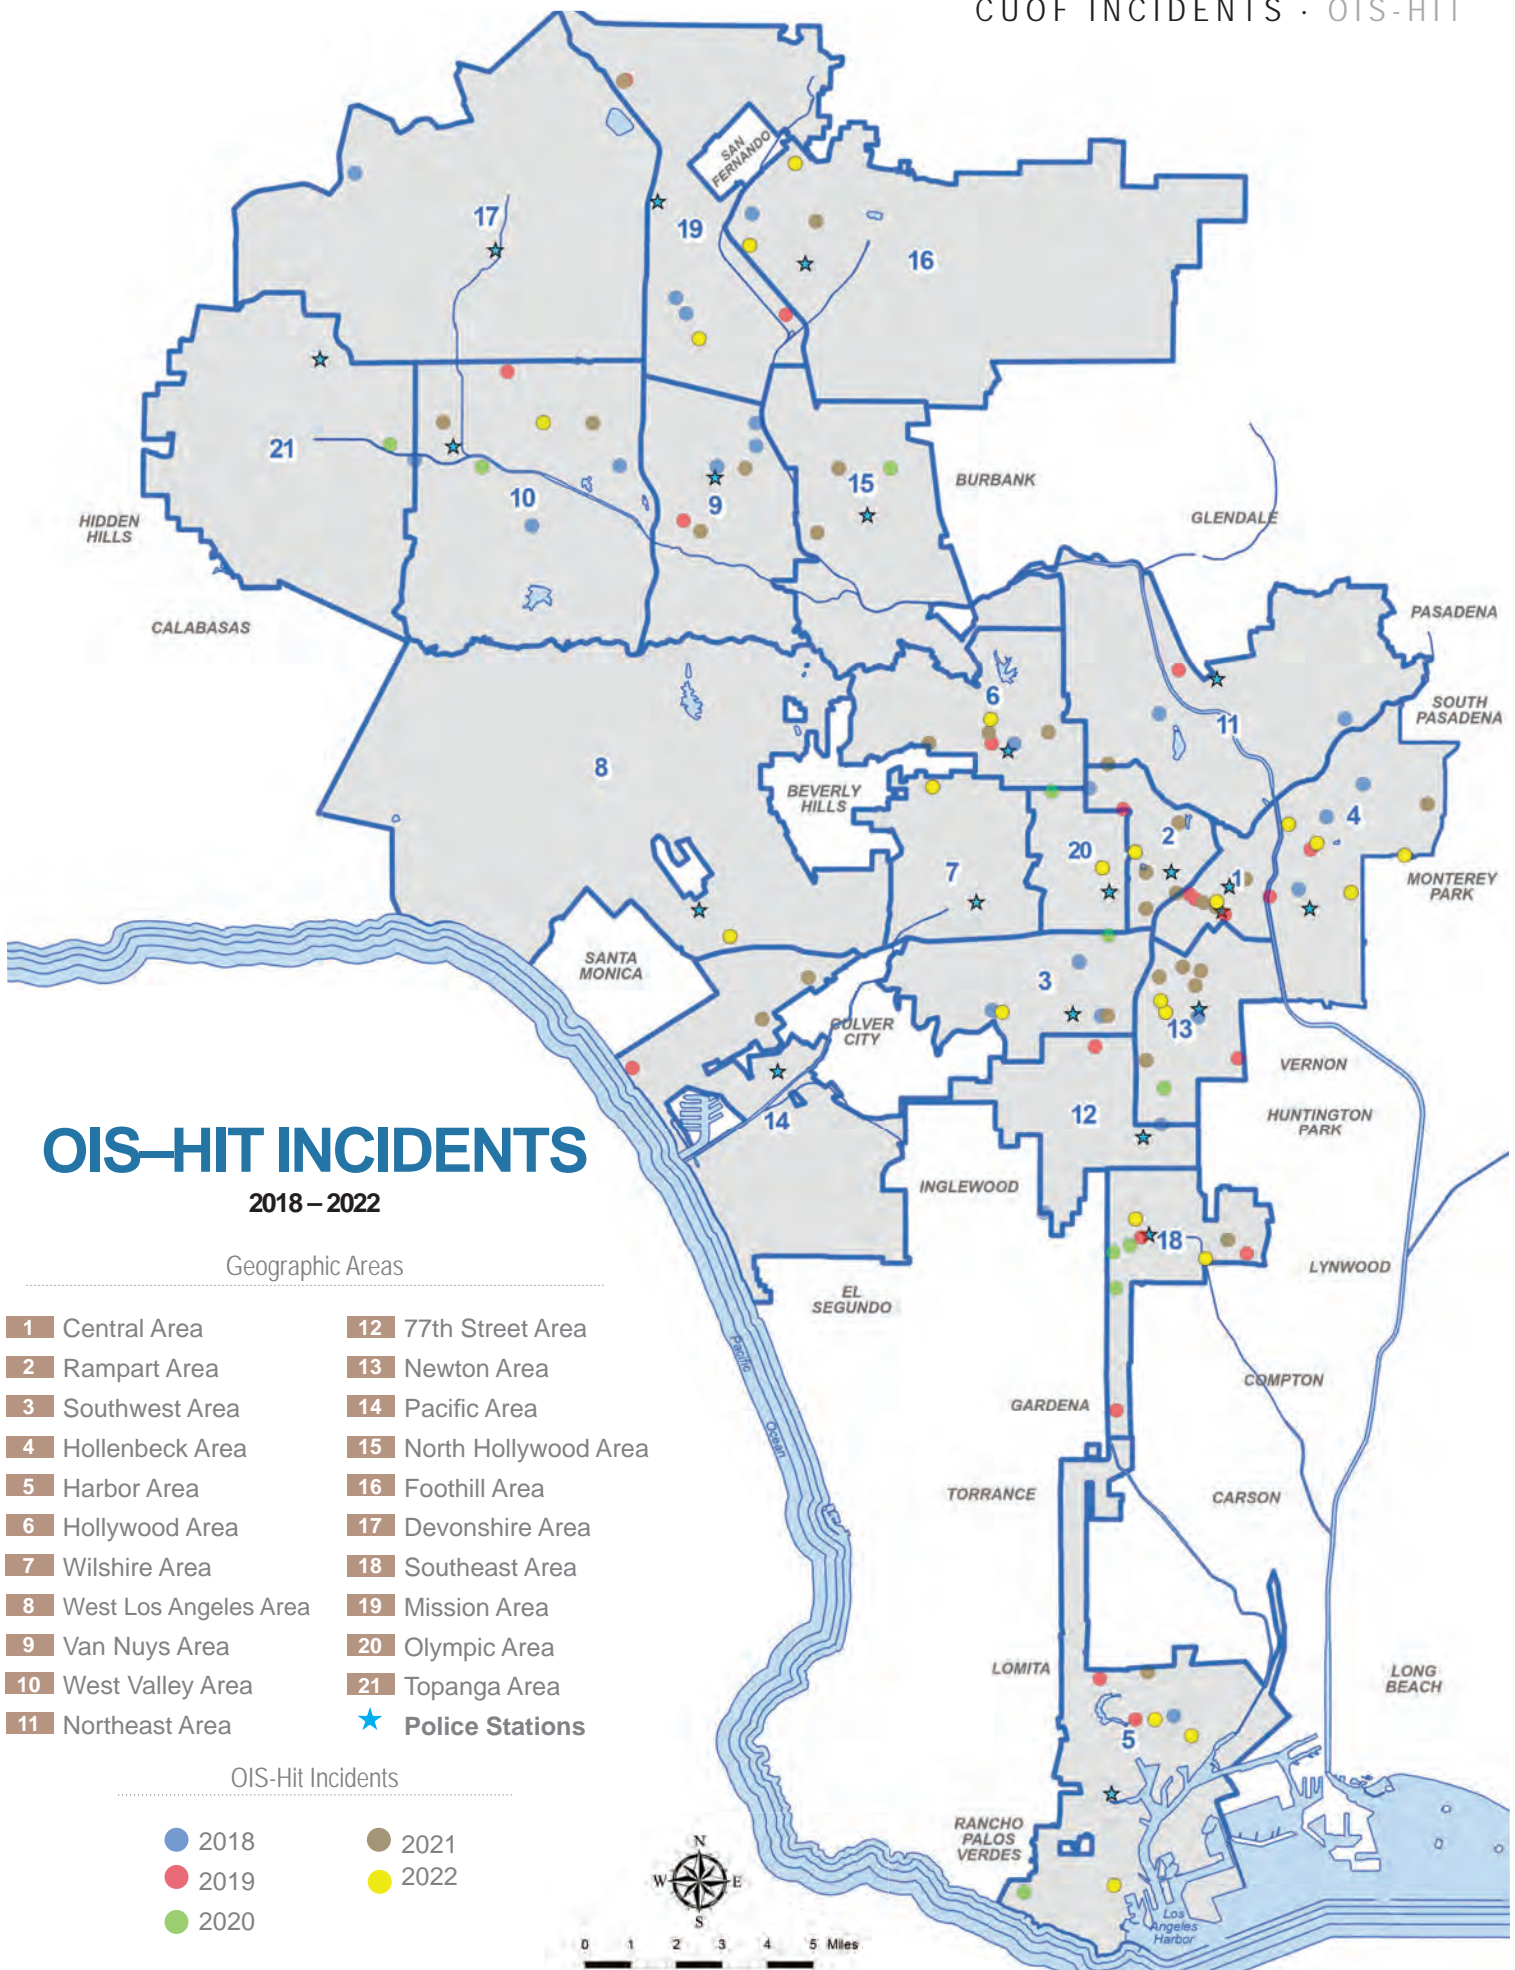 CUOF INCIDENTS · OIS-HIT
SAN
FERNANDO
17
19
16
21
10
9
15
BURBANK
GLENDALE
HIDDEN
HILLS
CALABASAS
PASADENA
SOUTH
PASADENA
6
11
8
BEVERLY
HILLS
4
2
20
7
1
MONTEREY
PARK
SANTA
MONICA
3
CULVER
CITY
13
VERNON
12
HUNTINGTON
PARK
14
INGLEWOOD
18
LYNWOOD
EL
SEGUNDO
Pacific
Ocean
COMPTON
GARDENA
TORRANCE
CARSON
LOMITA
LONG
BEACH
5
RANCHO
PALOS
VERDES
Los
Angeles
Harbor
OIS–HIT INCIDENTS
2018 – 2022
Geographic Areas
1 Central Area
2 Rampart Area
3 Southwest Area
4 Hollenbeck Area
5 Harbor Area
6 Hollywood Area
7 Wilshire Area
8 West Los Angeles Area
9 Van Nuys Area
10 West Valley Area
11 Northeast Area
12 77th Street Area
13 Newton Area
14 Pacific Area
15 North Hollywood Area
16 Foothill Area
17 Devonshire Area
18 Southeast Area
19 Mission Area
20 Olympic Area
21 Topanga Area
Police Stations
OIS-Hit Incidents
2018
2019
2020
2021
2022
N
W E
S
0 1 2 3 4 5 Miles